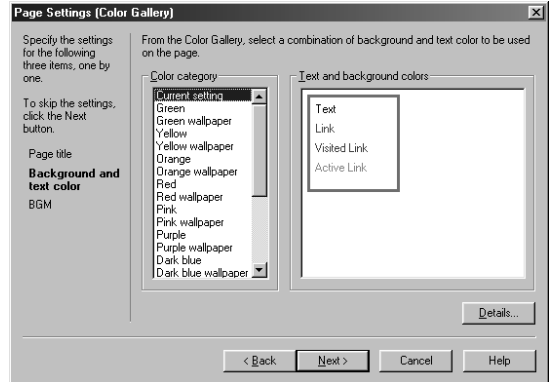 Page Settings (Color Gallery)
Specify the settings
for the following
three items, one by
one.
To skip the settings,
click the Next
button.
Page title
Background and
text color
BGM
From the Color Gallery, select a combination of background and text color to be used
on the page.
Color category
Current setting
Green
Green wallpaper
Yellow
Yellow wallpaper
Orange
Orange wallpaper
Red
Red wallpaper
Pink
Pink wallpaper
Purple
Purple wallpaper
Dark blue
Dark blue wallpaper
Text and background colors
Text
Link
Visited Link
Active Link
Details...
< Back
Next >
Cancel
Help